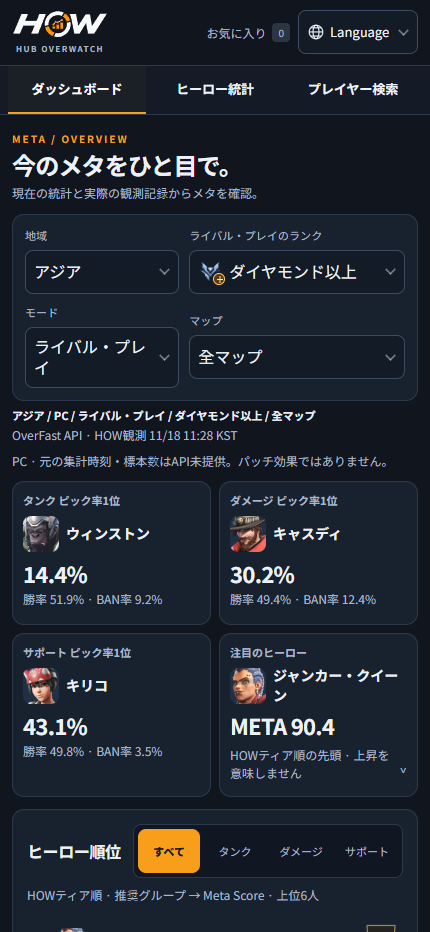 HOW
HUB OVERWATCH
お気に入り 0
Language
ダッシュボード
ヒーロー統計
プレイヤー検索
META / OVERVIEW
今のメタをひと目で。
現在の統計と実際の観測記録からメタを確認。
地域
ライバル・プレイのランク
アジア
ダイヤモンド以上
モード
マップ
ライバル・プレ
イ
全マップ
アジア / PC / ライバル・プレイ / ダイヤモンド以上 / 全マップ
OverFast API · HOW観測 11/18 11:28 KST
PC · 元の集計時刻・標本数はAPI未提供。パッチ効果ではありません。
タンク ピック率1位
ウィンストン
14.4%
勝率 51.9% · BAN率 9.2%
ダメージ ピック率1位
キャスディ
30.2%
勝率 49.4% · BAN率 12.4%
サポート ピック率1位
キリコ
43.1%
勝率 49.8% · BAN率 3.5%
注目のヒーロー
ジャンカー・クイー
ン
META 90.4
HOWティア順の先頭・上昇を
意味しません
ヒーロー順位
すべて
タンク
ダメージ
サポート
HOWティア順・推奨グループ → Meta Score · 上位6人